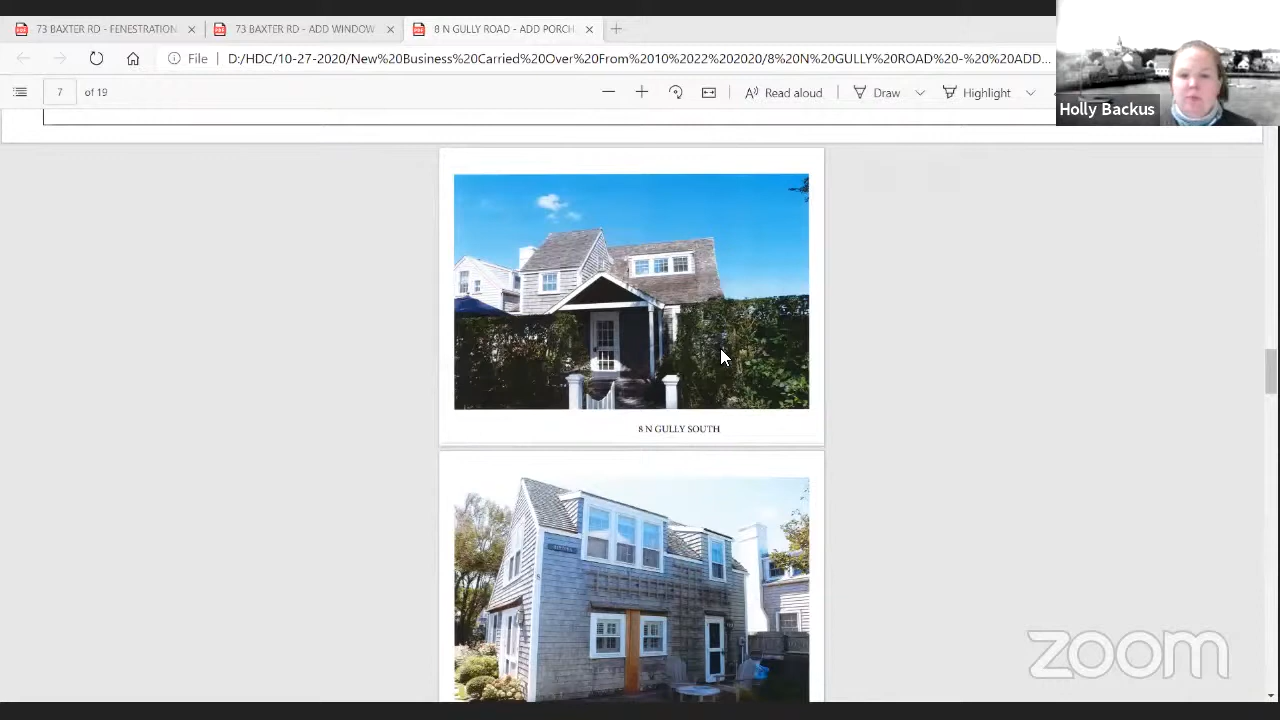 73 BAXTER RD - FENESTRATION
73 BAXTER RD - ADD WINDOW
8 N GULLY ROAD - ADD PORCH
File
D:/HDC/10-27-2020/New%20Business%20Carried%20Over%20From%2010%2022%202020/8%20N%20GULLY%20ROAD%20-%20%20ADD...
7 of 19
Read aloud
Draw
Highlight
Holly Backus
8 N GULLY SOUTH
zoom